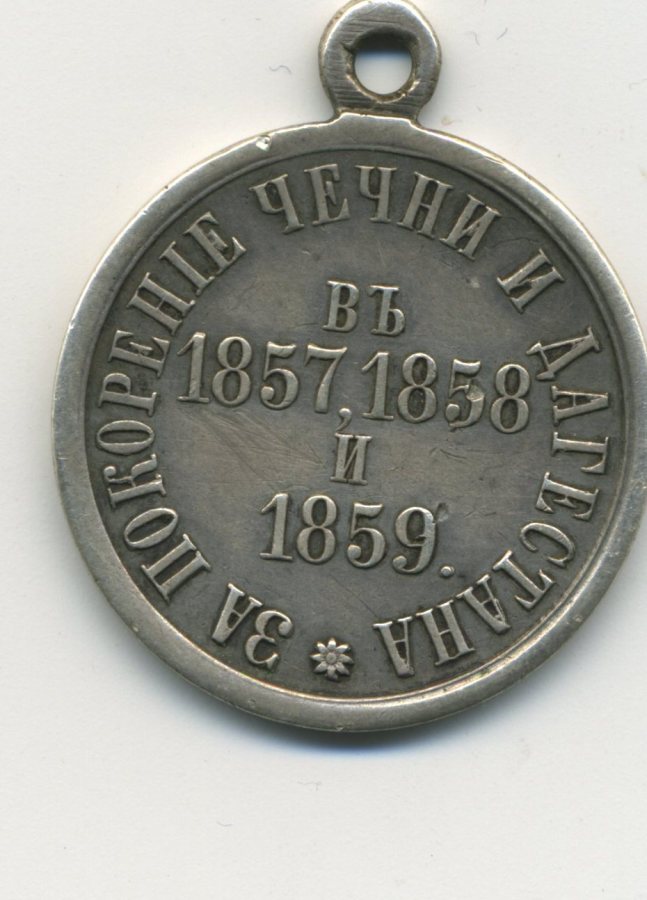 ЗА ПОКОРЕНІЕ ЧЕЧНИ И ДАГЕСТАНА
ВЪ
1857, 1858
И
1859.